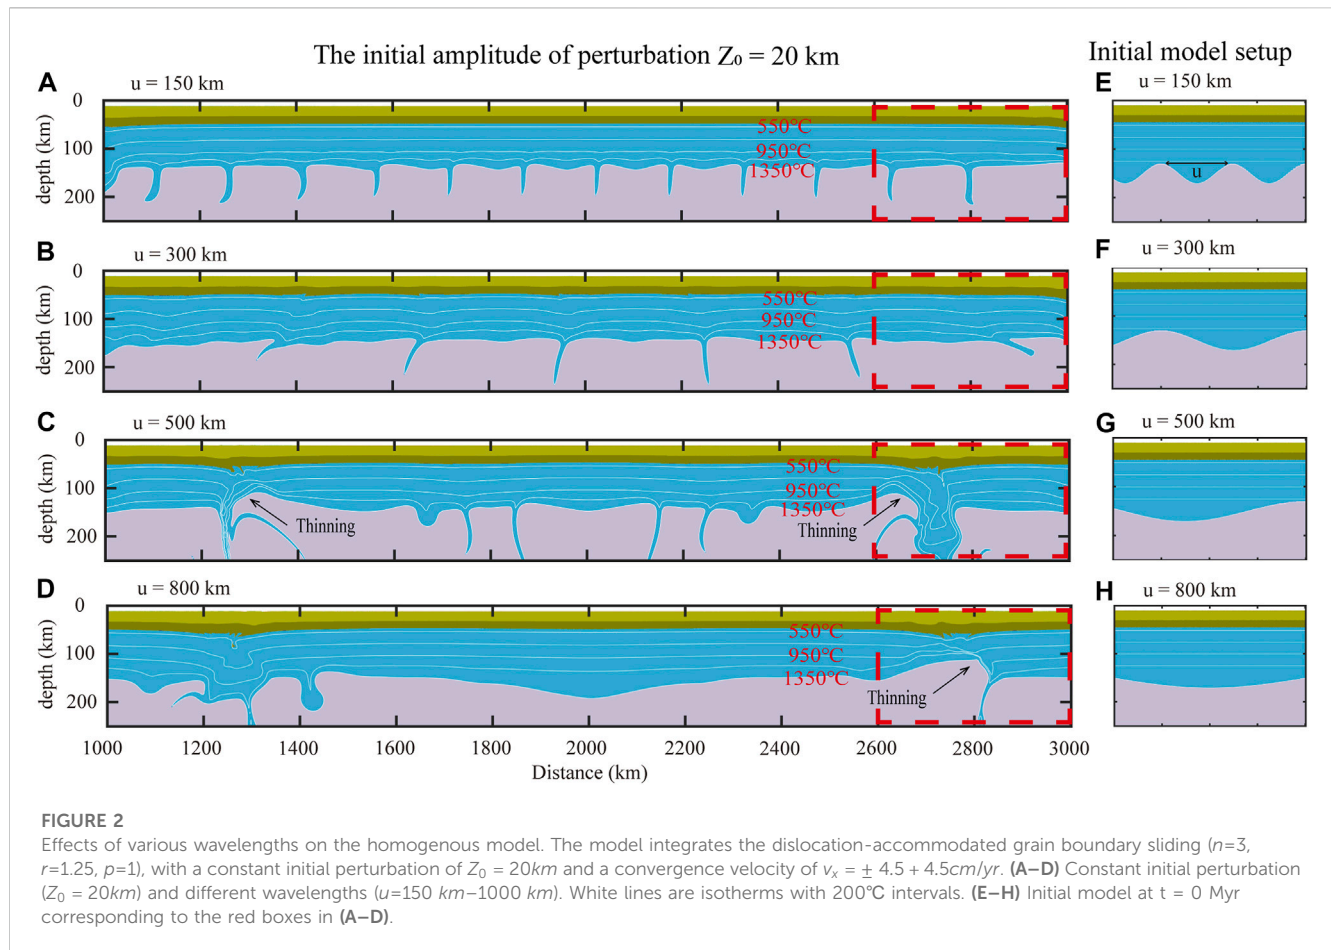 The initial amplitude of perturbation Z₀ = 20 km
Initial model setup
A
u = 150 km
0
100
200
depth (km)
550℃
950℃
1350℃
E
u = 150 km
u
B
u = 300 km
0
100
200
depth (km)
550℃
950℃
1350℃
F
u = 300 km
C
u = 500 km
0
100
200
depth (km)
550℃
950℃
1350℃
Thinning
Thinning
G
u = 500 km
D
u = 800 km
0
100
200
depth (km)
550℃
950℃
1350℃
Thinning
H
u = 800 km
1000 1200 1400 1600 1800 2000 2200 2400 2600 2800 3000
Distance (km)
FIGURE 2
Effects of various wavelengths on the homogenous model. The model integrates the dislocation-accommodated grain boundary sliding (n=3,
r=1.25, p=1), with a constant initial perturbation of Z₀ = 20km and a convergence velocity of vₓ = ± 4.5 + 4.5cm/yr. (A–D) Constant initial perturbation
(Z₀ = 20km) and different wavelengths (u=150 km–1000 km). White lines are isotherms with 200℃ intervals. (E–H) Initial model at t = 0 Myr
corresponding to the red boxes in (A–D).